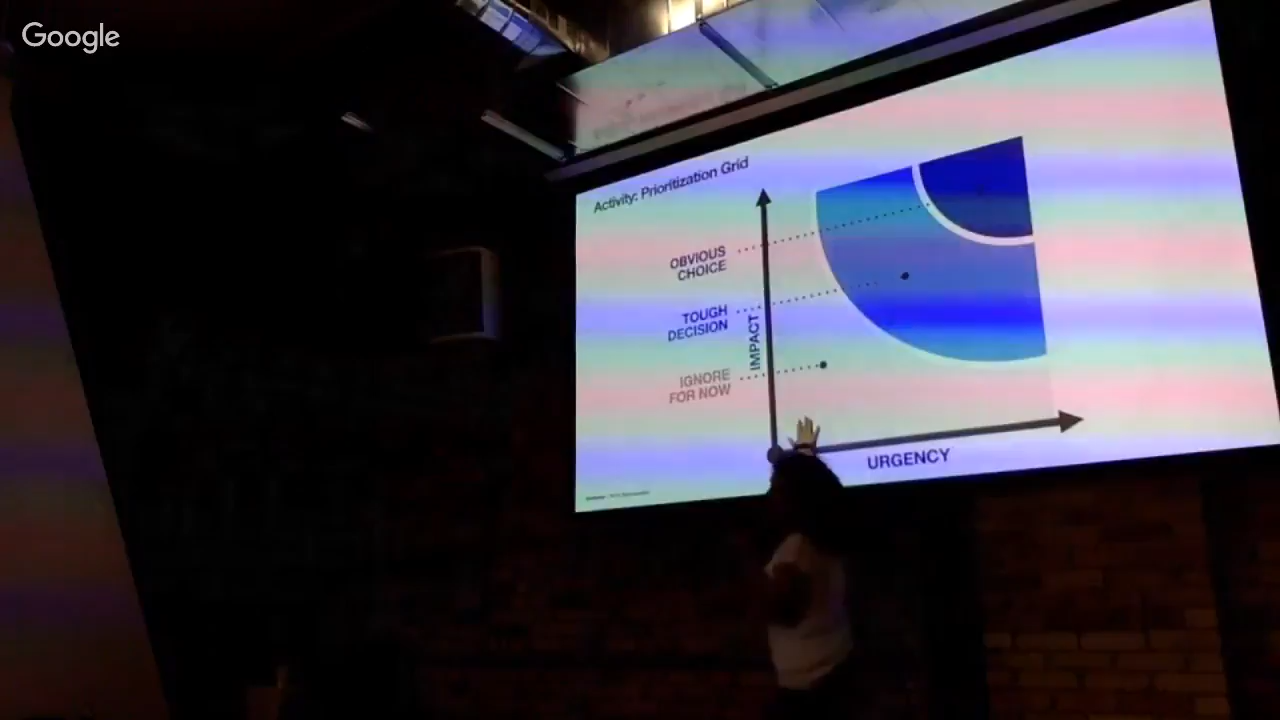 Google
Activity: Prioritization Grid
OBVIOUS
CHOICE
TOUGH
DECISION
IMPACT
IGNORE
FOR NOW
URGENCY